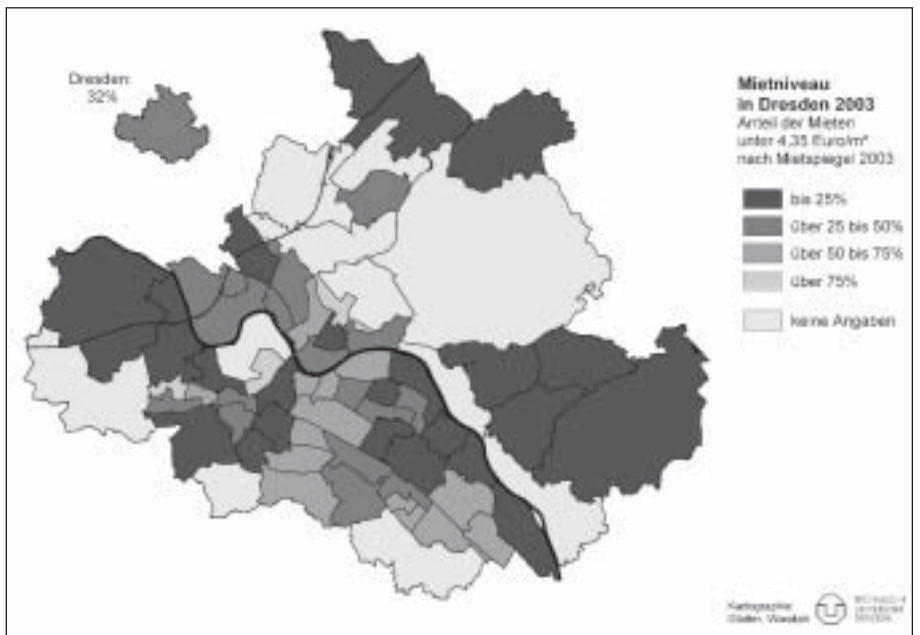 Dresden:
32%
Mietniveau
in Dresden 2003
Anteil der Mieten
unter 4,35 Euro/m²
nach Mietspiegel 2003
bis 25%
über 25 bis 50%
über 50 bis 75%
über 75%
keine Angaben
Kartographie: